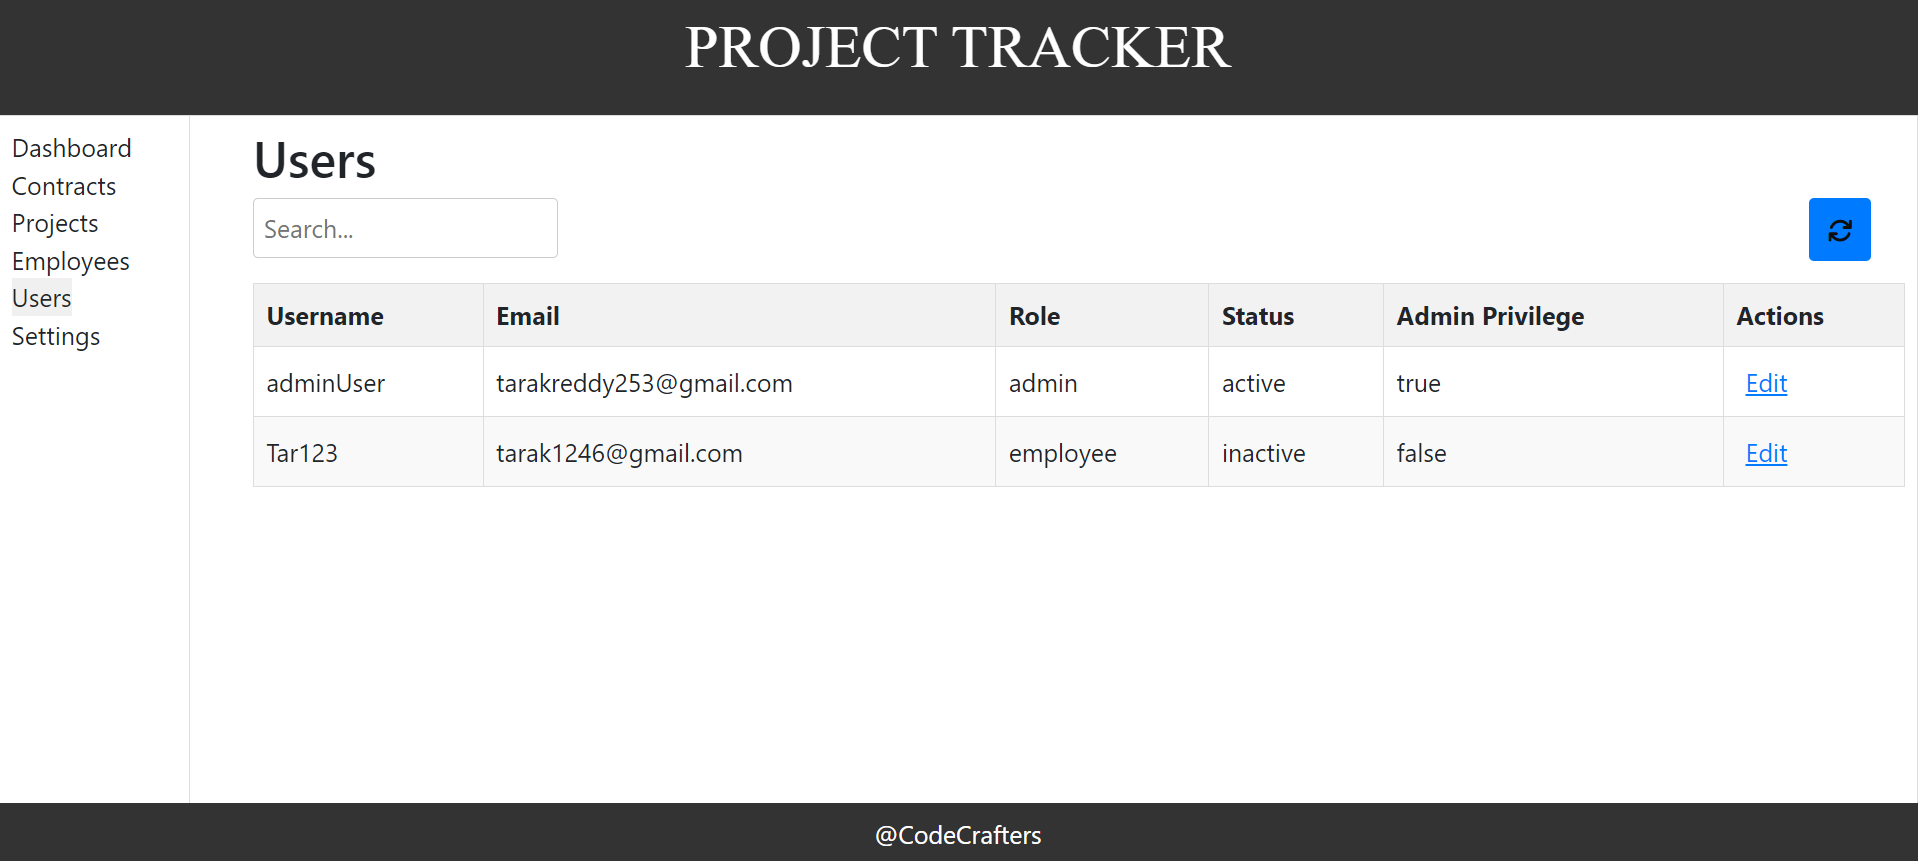 PROJECT TRACKER
Dashboard
Contracts
Projects
Employees
Users
Settings
Users
Search...
Username Email Role Status Admin Privilege Actions
adminUser tarakreddy253@gmail.com admin active true Edit
Tar123 tarak1246@gmail.com employee inactive false Edit
@CodeCrafters